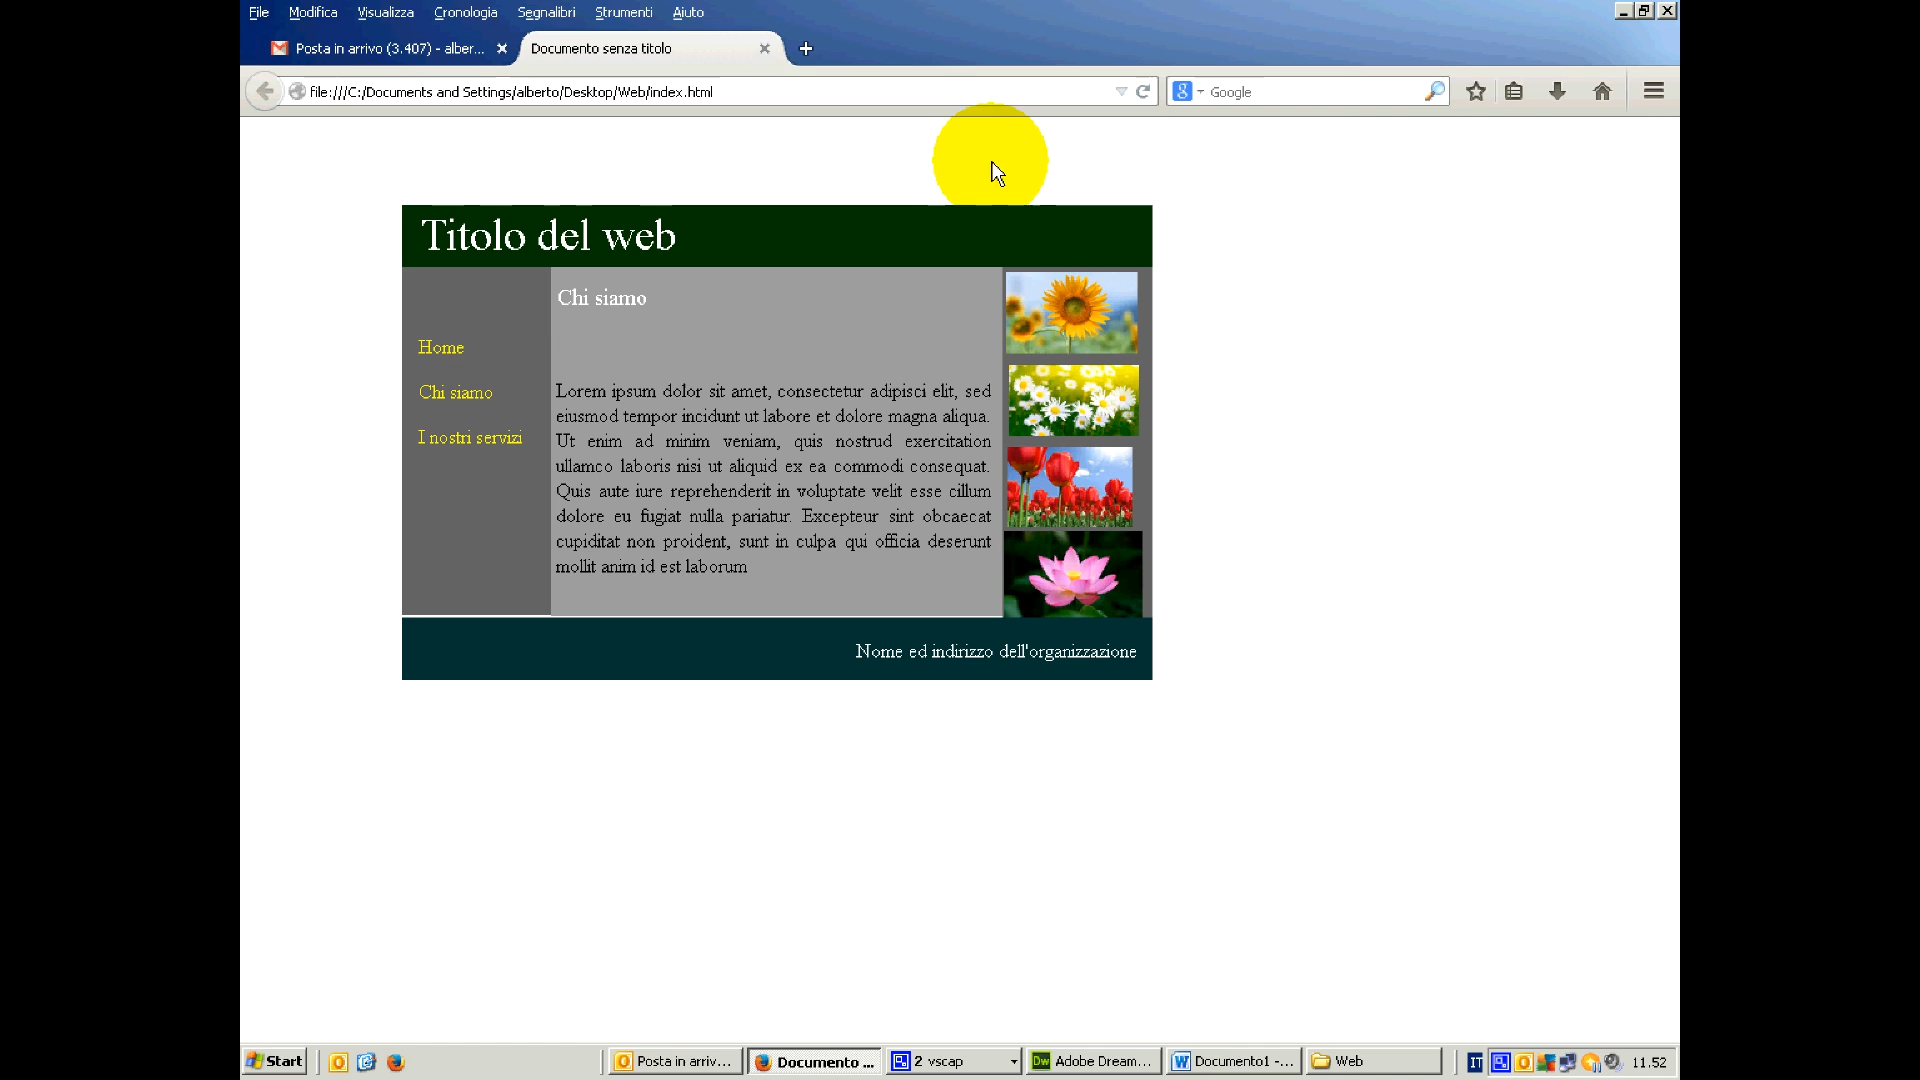 File Modifica Visualizza Cronologia Segnalibri Strumenti Aiuto
Posta in arrivo (3.407) - alber... Documento senza titolo
file:///C:/Documents and Settings/alberto/Desktop/Web/index.html Google
Titolo del web
Chi siamo
Home
Chi siamo
I nostri servizi
Lorem ipsum dolor sit amet, consectetur adipisci elit, sed
eiusmod tempor incidunt ut labore et dolore magna aliqua.
Ut enim ad minim veniam, quis nostrud exercitation
ullamco laboris nisi ut aliquid ex ea commodi consequat.
Quis aute iure reprehenderit in voluptate velit esse cillum
dolore eu fugiat nulla pariatur. Excepteur sint obcaecat
cupiditat non proident, sunt in culpa qui officia deserunt
mollit anim id est laborum
Nome ed indirizzo dell'organizzazione
Start Posta in arriv... Documento ... 2 vscap Dw Adobe Dream... Documento1 -... Web IT 11.52